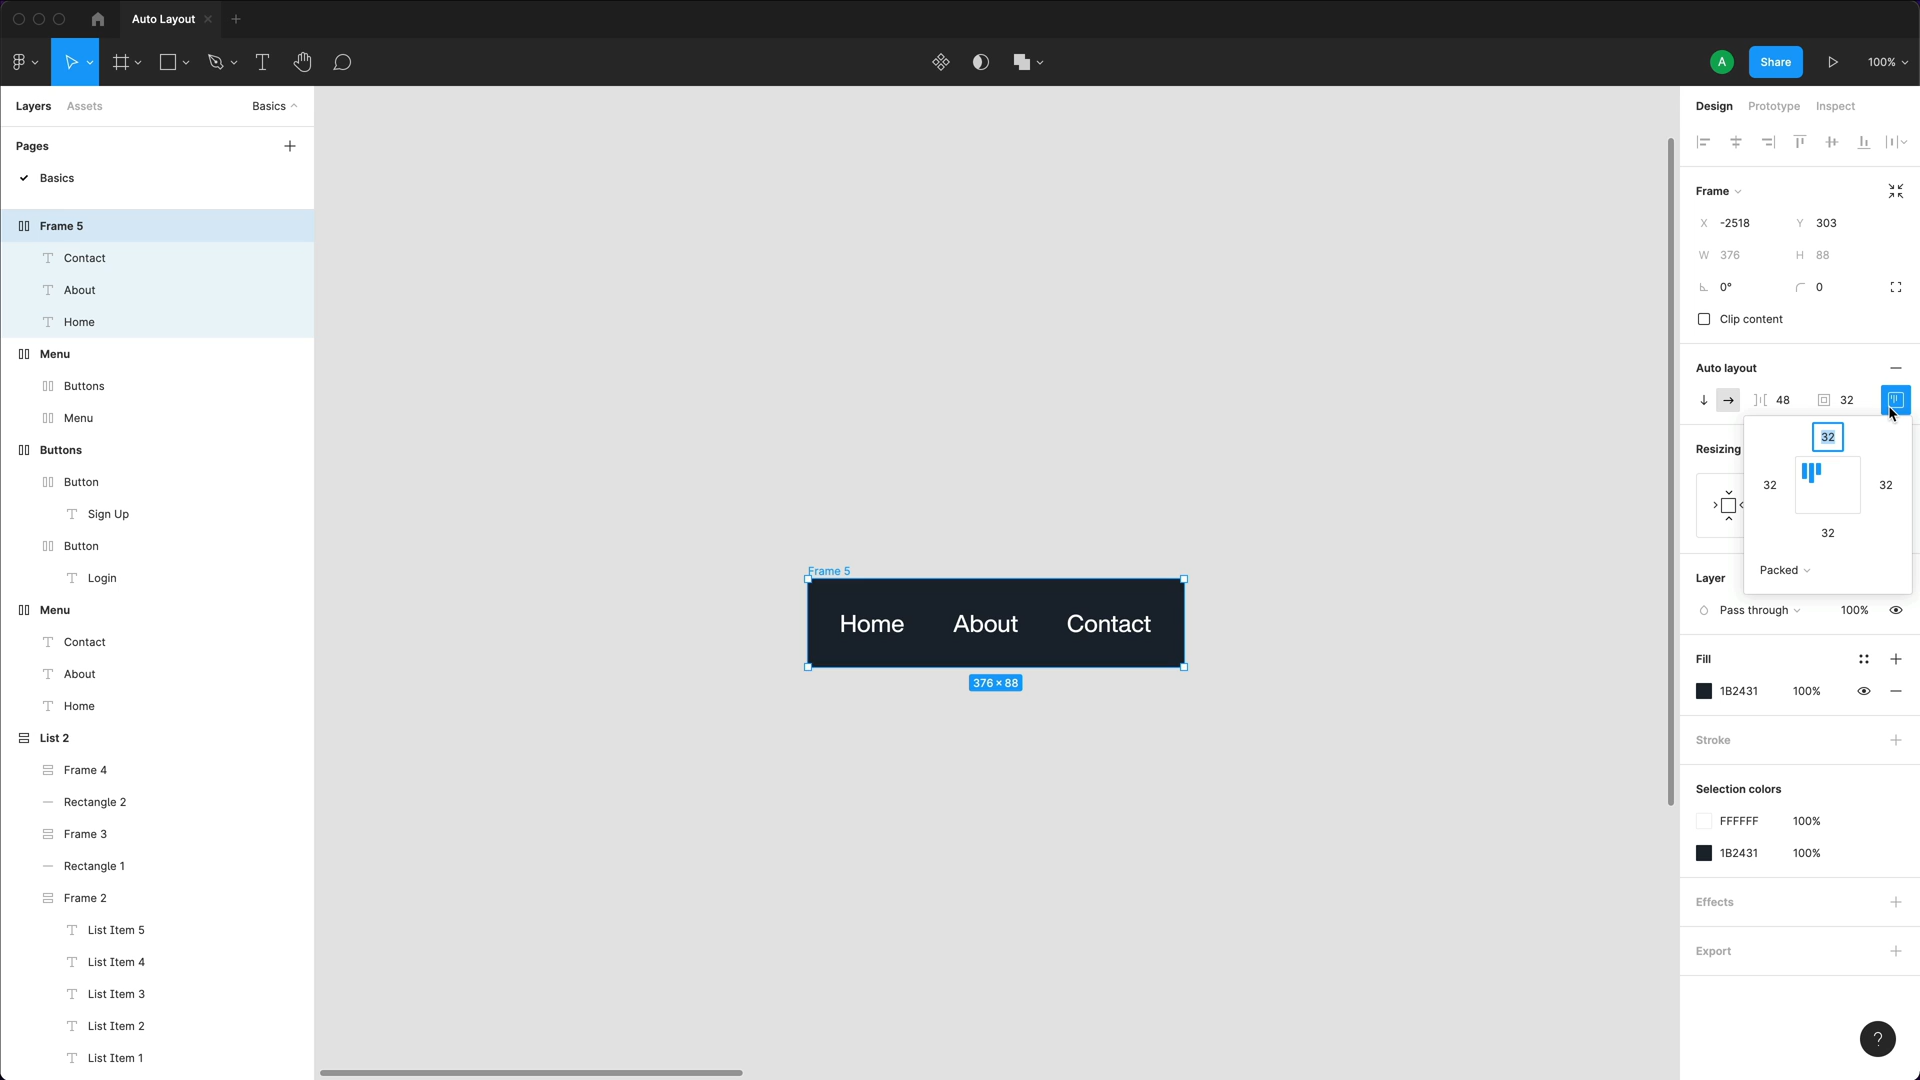 Auto Layout
A
Share
100%
Layers Assets Basics
Pages
Basics
Frame 5
Contact
About
Home
Menu
Buttons
Menu
Buttons
Button
Sign Up
Button
Login
Menu
Contact
About
Home
List 2
Frame 4
Rectangle 2
Frame 3
Rectangle 1
Frame 2
List Item 5
List Item 4
List Item 3
List Item 2
List Item 1
Frame 5
Home About Contact
376 × 88
Design Prototype Inspect
Frame
X -2518 Y 303
W 376 H 88
0° 0
Clip content
Auto layout
48 32
32
Resizing
32 32
32
Packed
Layer
Pass through 100%
Fill
1B2431 100%
Stroke
Selection colors
FFFFFF 100%
1B2431 100%
Effects
Export
?